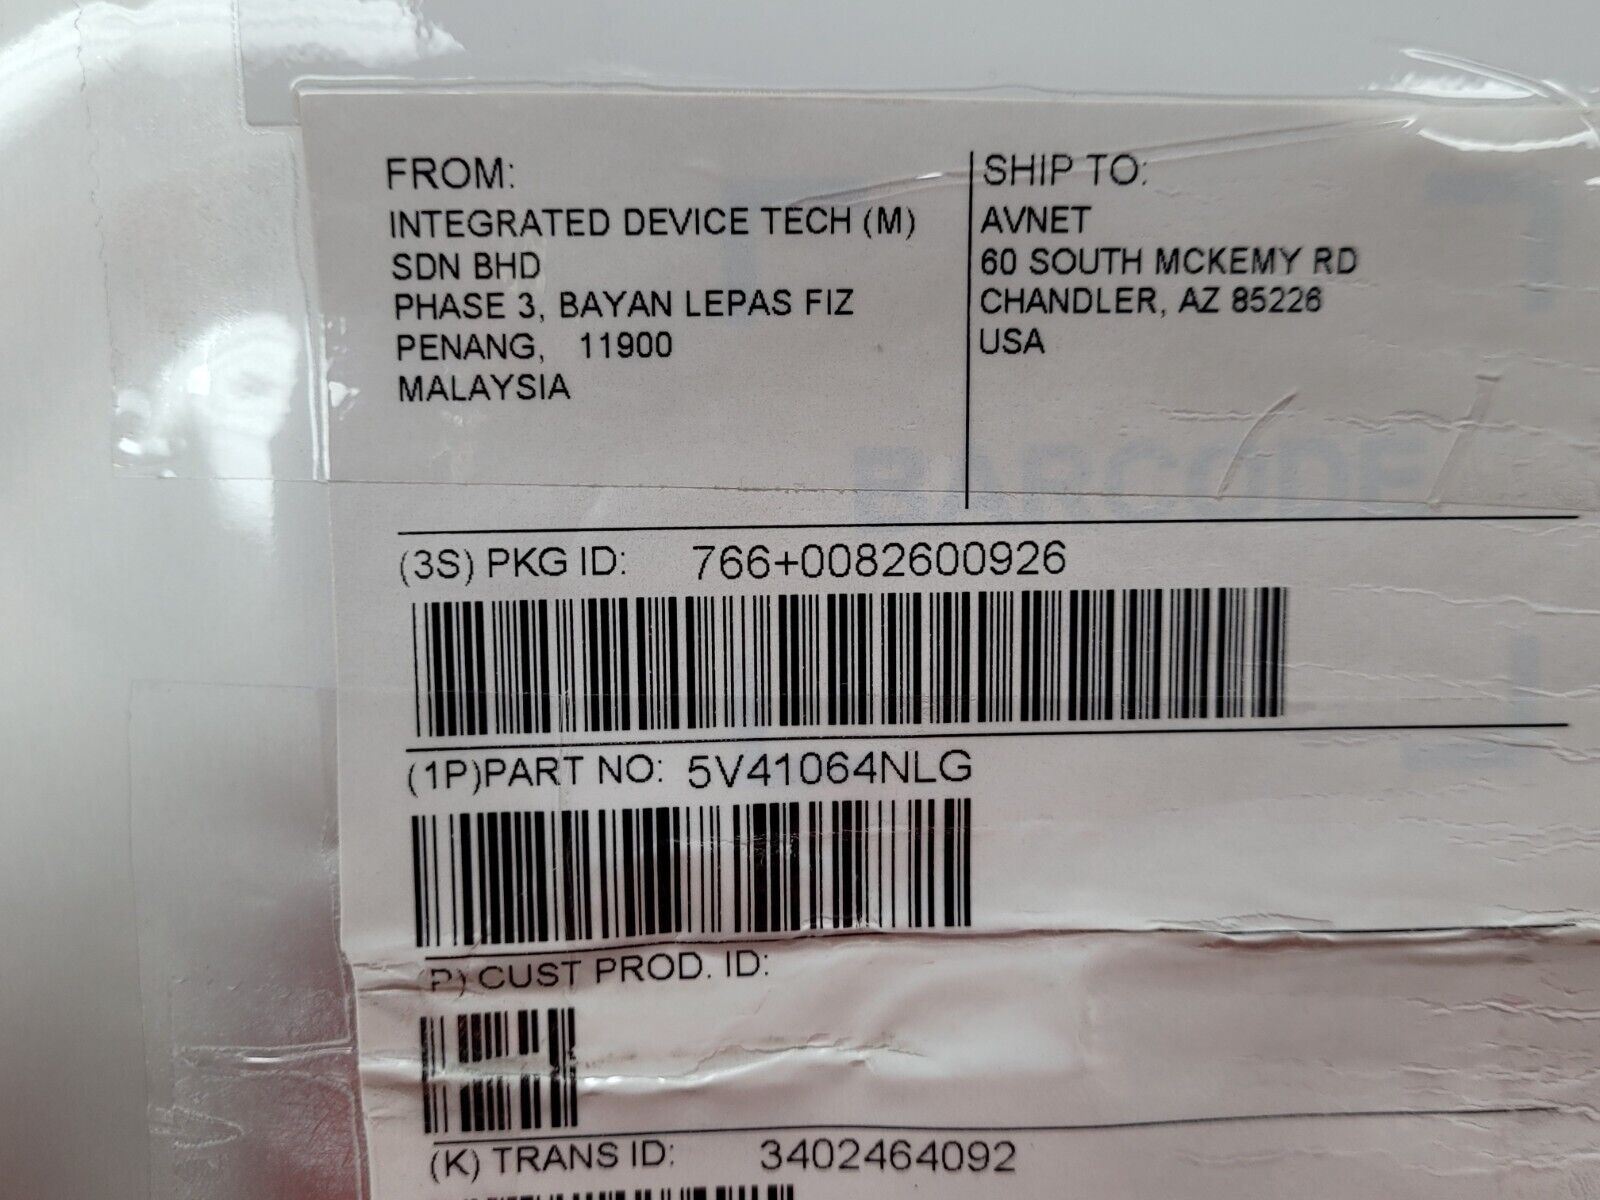 FROM:
INTEGRATED DEVICE TECH (M)
SDN BHD
PHASE 3, BAYAN LEPAS FIZ
PENANG, 11900
MALAYSIA
SHIP TO:
AVNET
60 SOUTH MCKEMY RD
CHANDLER, AZ 85226
USA
BARCODE
(3S) PKG ID: 766+0082600926
(1P)PART NO: 5V41064NLG
(P) CUST PROD. ID:
(K) TRANS ID: 3402464092